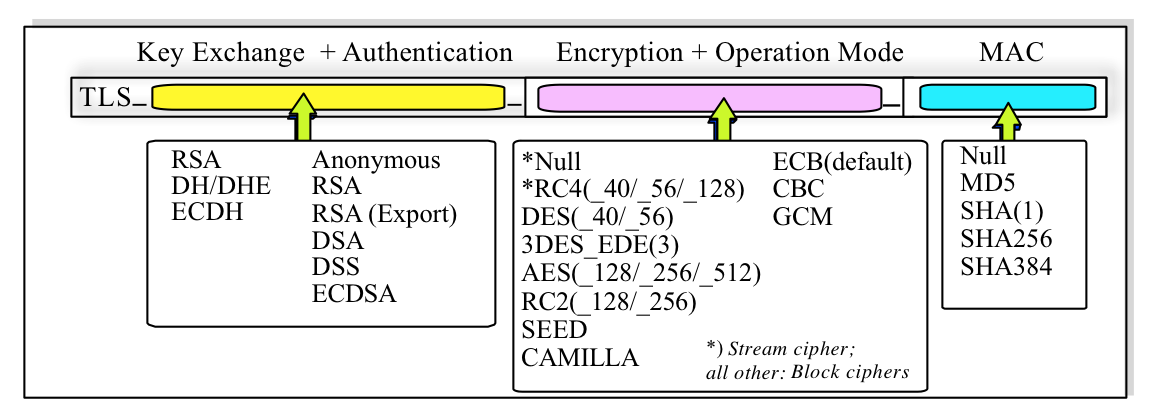 Key Exchange + Authentication
Encryption + Operation Mode
MAC
TLS_
_
_
RSA
DH/DHE
ECDH
Anonymous
RSA
RSA (Export)
DSA
DSS
ECDSA
*Null
*RC4(_40/_56/_128)
DES(_40/_56)
3DES_EDE(3)
AES(_128/_256/_512)
RC2(_128/_256)
SEED
CAMILLA
ECB(default)
CBC
GCM
*) Stream cipher;
all other: Block ciphers
Null
MD5
SHA(1)
SHA256
SHA384